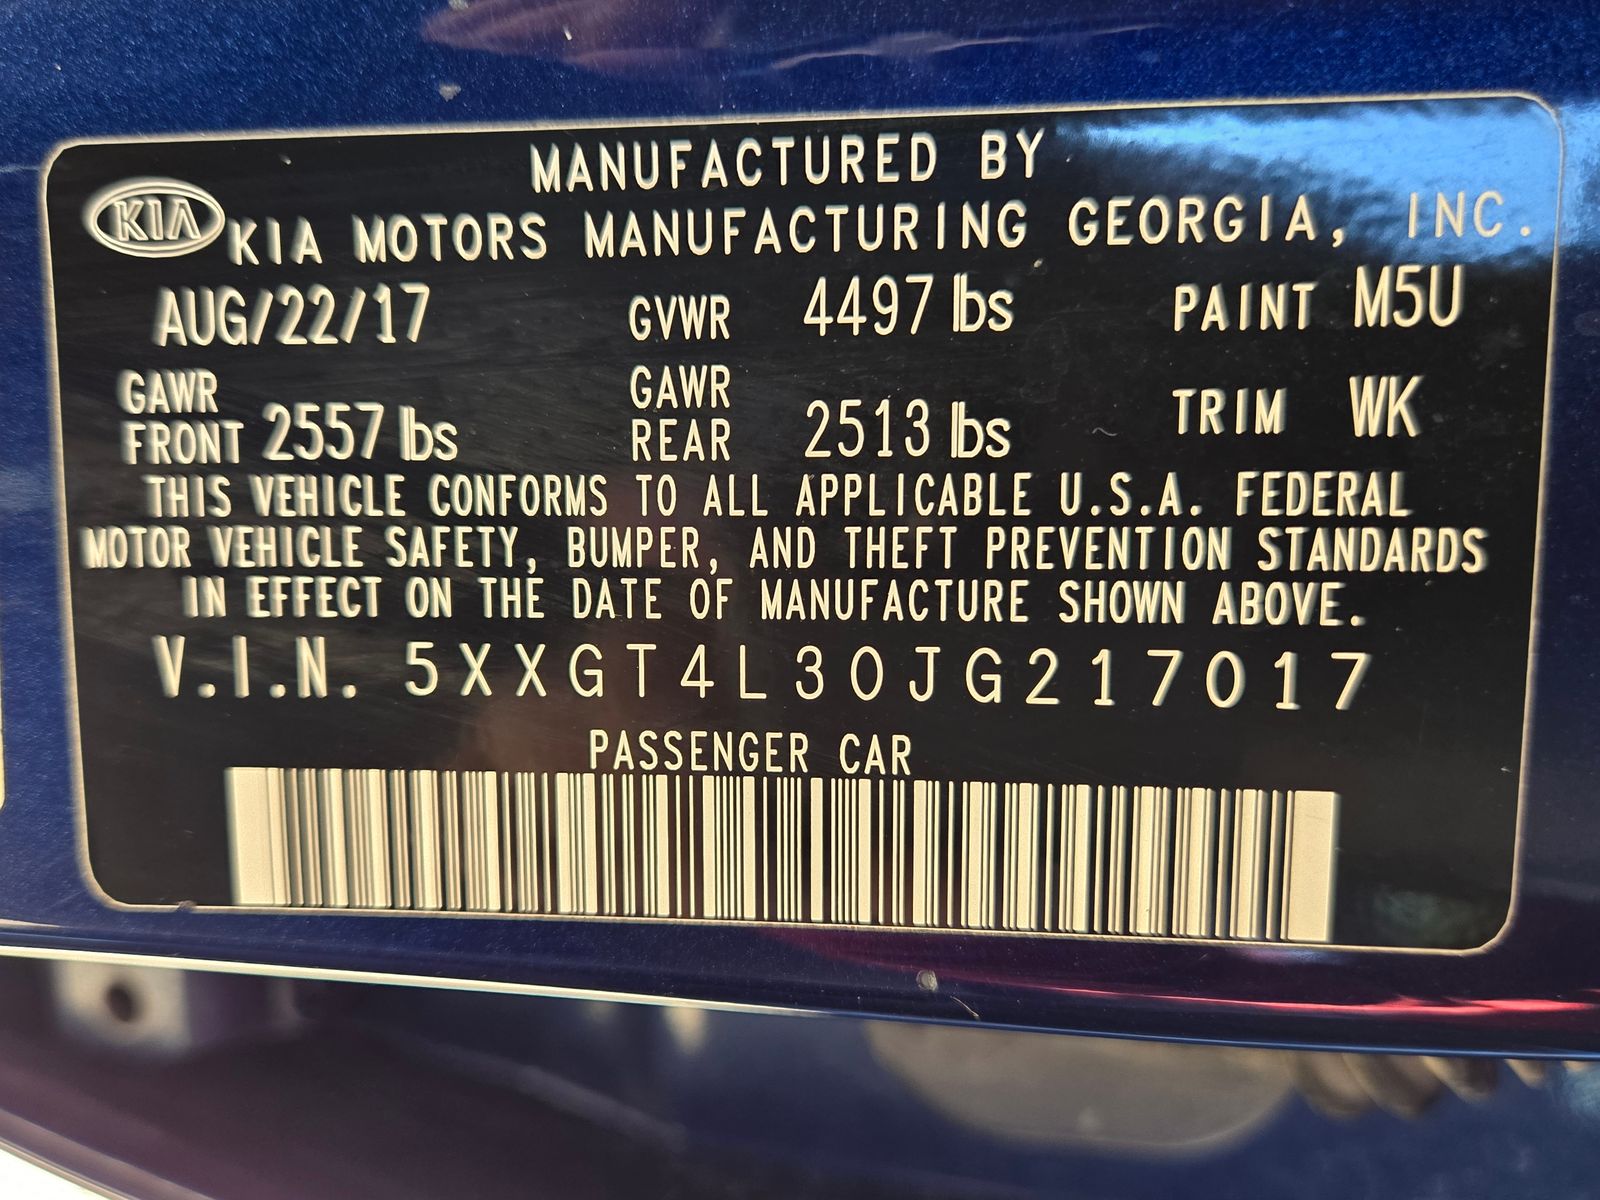 MANUFACTURED BY
KIA KIA MOTORS MANUFACTURING GEORGIA, INC.
AUG/22/17 GVWR 4497 lbs PAINT M5U
GAWR FRONT 2557 lbs GAWR REAR 2513 lbs TRIM WK
THIS VEHICLE CONFORMS TO ALL APPLICABLE U.S.A. FEDERAL
MOTOR VEHICLE SAFETY, BUMPER, AND THEFT PREVENTION STANDARDS
IN EFFECT ON THE DATE OF MANUFACTURE SHOWN ABOVE.
V.I.N. 5XXGT4L30JG217017
PASSENGER CAR